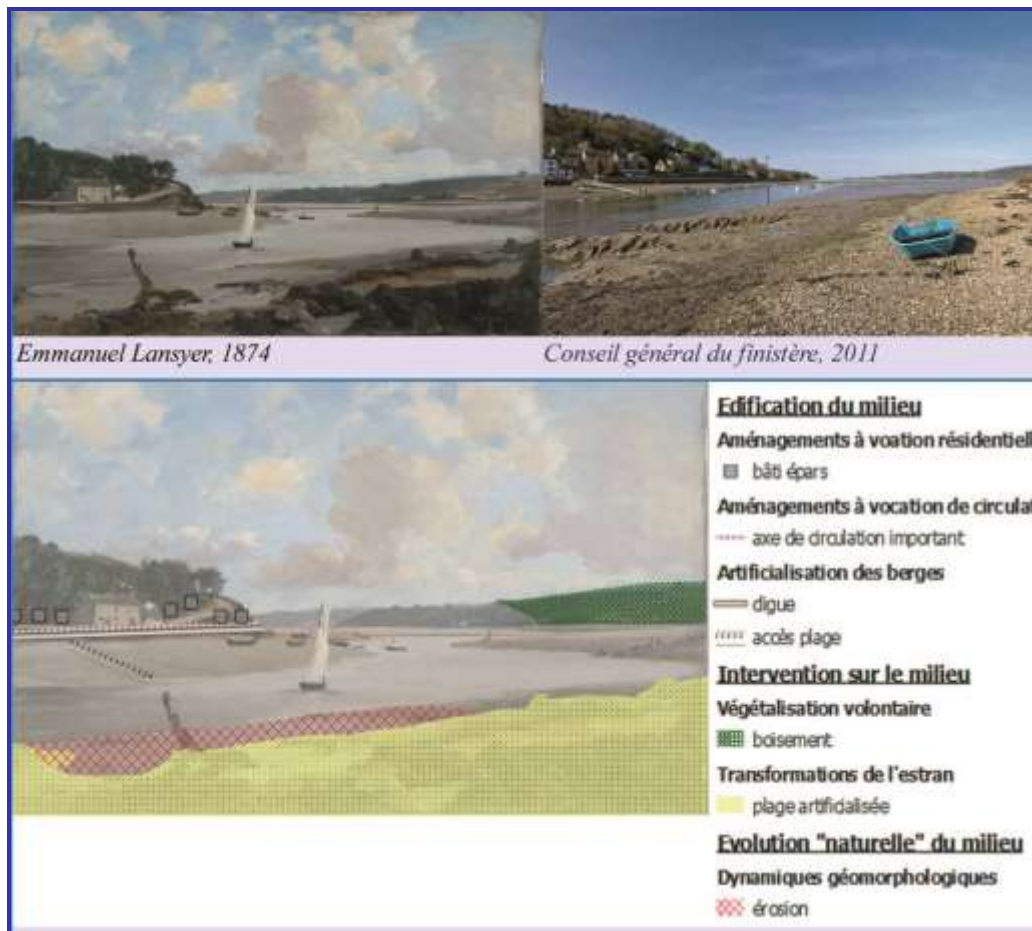 Emmanuel Lansyer, 1874
Conseil général du finistère, 2011
Edification du milieu
Aménagements à voation résidentiell
bâti épars
Aménagements à vocation de circulat
axe de circulation important
Artificialisation des berges
digue
accès plage
Intervention sur le milieu
Végétalisation volontaire
boisement
Transformations de l'estran
plage artificialisée
Evolution "naturelle" du milieu
Dynamiques géomorphologiques
érosion